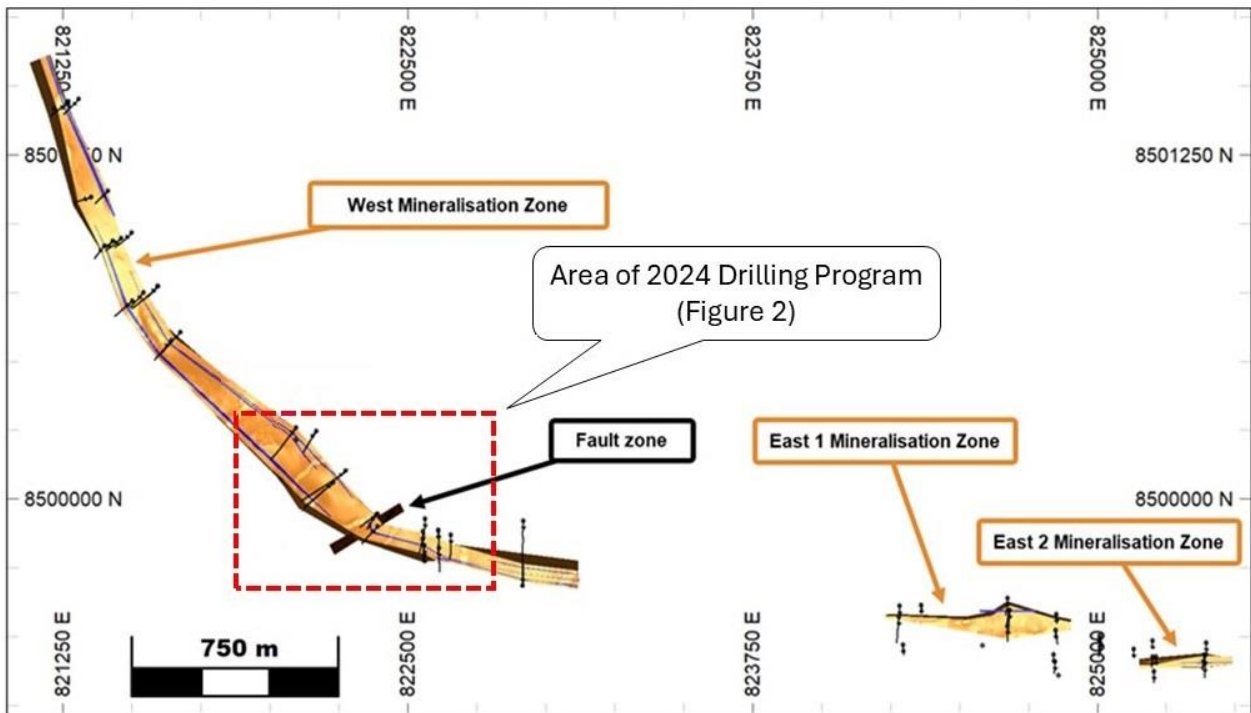 821250 E
822500 E
823750 E
825000 E
8501250 N
West Mineralisation Zone
Area of 2024 Drilling Program
(Figure 2)
Fault zone
East 1 Mineralisation Zone
8500000 N
8500000 N
East 2 Mineralisation Zone
821250 E
750 m
822500 E
823750 E
825000 E